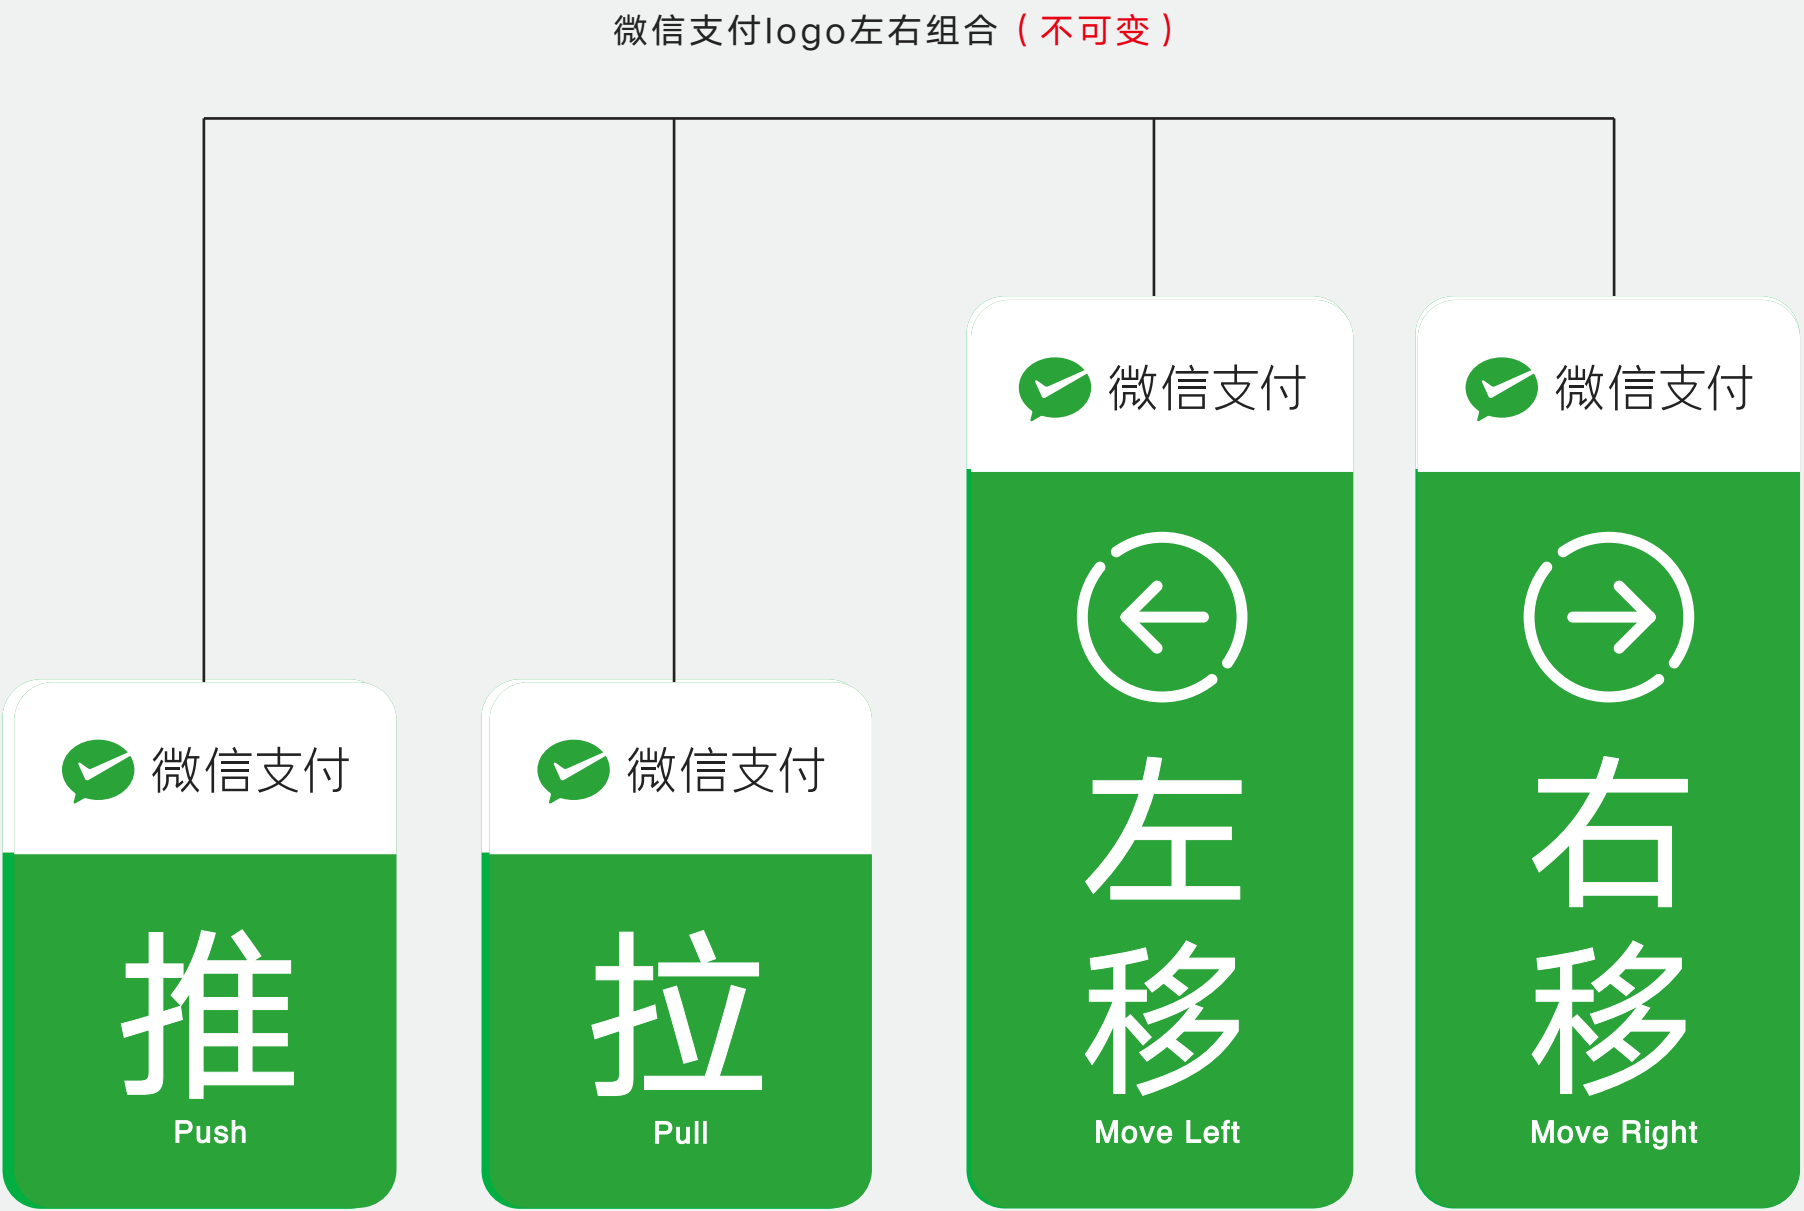 微信支付logo左右组合（不可变）
微信支付
推
Push
微信支付
拉
Pull
微信支付
左
移
Move Left
微信支付
右
移
Move Right